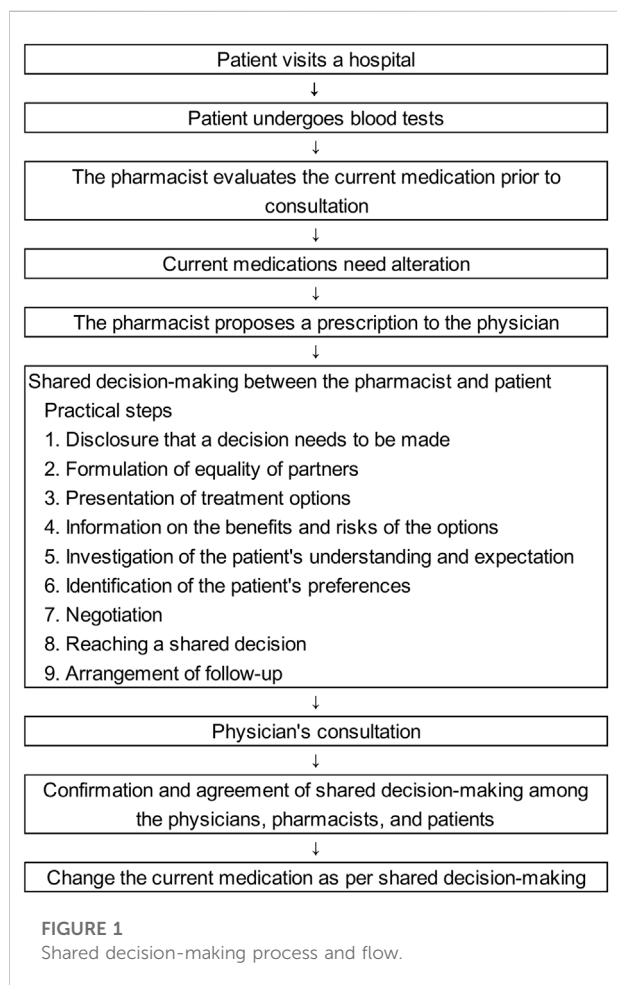 Patient visits a hospital
↓
Patient undergoes blood tests
↓
The pharmacist evaluates the current medication prior to
consultation
↓
Current medications need alteration
↓
The pharmacist proposes a prescription to the physician
↓
Shared decision-making between the pharmacist and patient
Practical steps
1. Disclosure that a decision needs to be made
2. Formulation of equality of partners
3. Presentation of treatment options
4. Information on the benefits and risks of the options
5. Investigation of the patient's understanding and expectation
6. Identification of the patient's preferences
7. Negotiation
8. Reaching a shared decision
9. Arrangement of follow-up
↓
Physician's consultation
↓
Confirmation and agreement of shared decision-making among
the physicians, pharmacists, and patients
↓
Change the current medication as per shared decision-making
FIGURE 1
Shared decision-making process and flow.